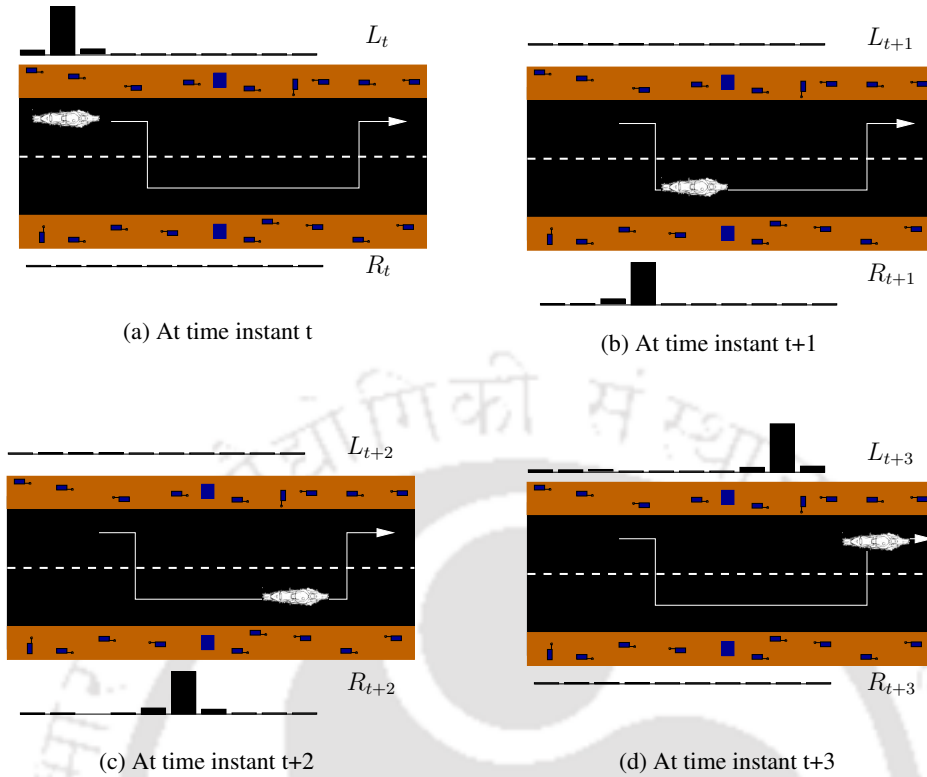 L_t
R_t
(a) At time instant t
L_{t+1}
R_{t+1}
(b) At time instant t+1
L_{t+2}
R_{t+2}
(c) At time instant t+2
L_{t+3}
R_{t+3}
(d) At time instant t+3